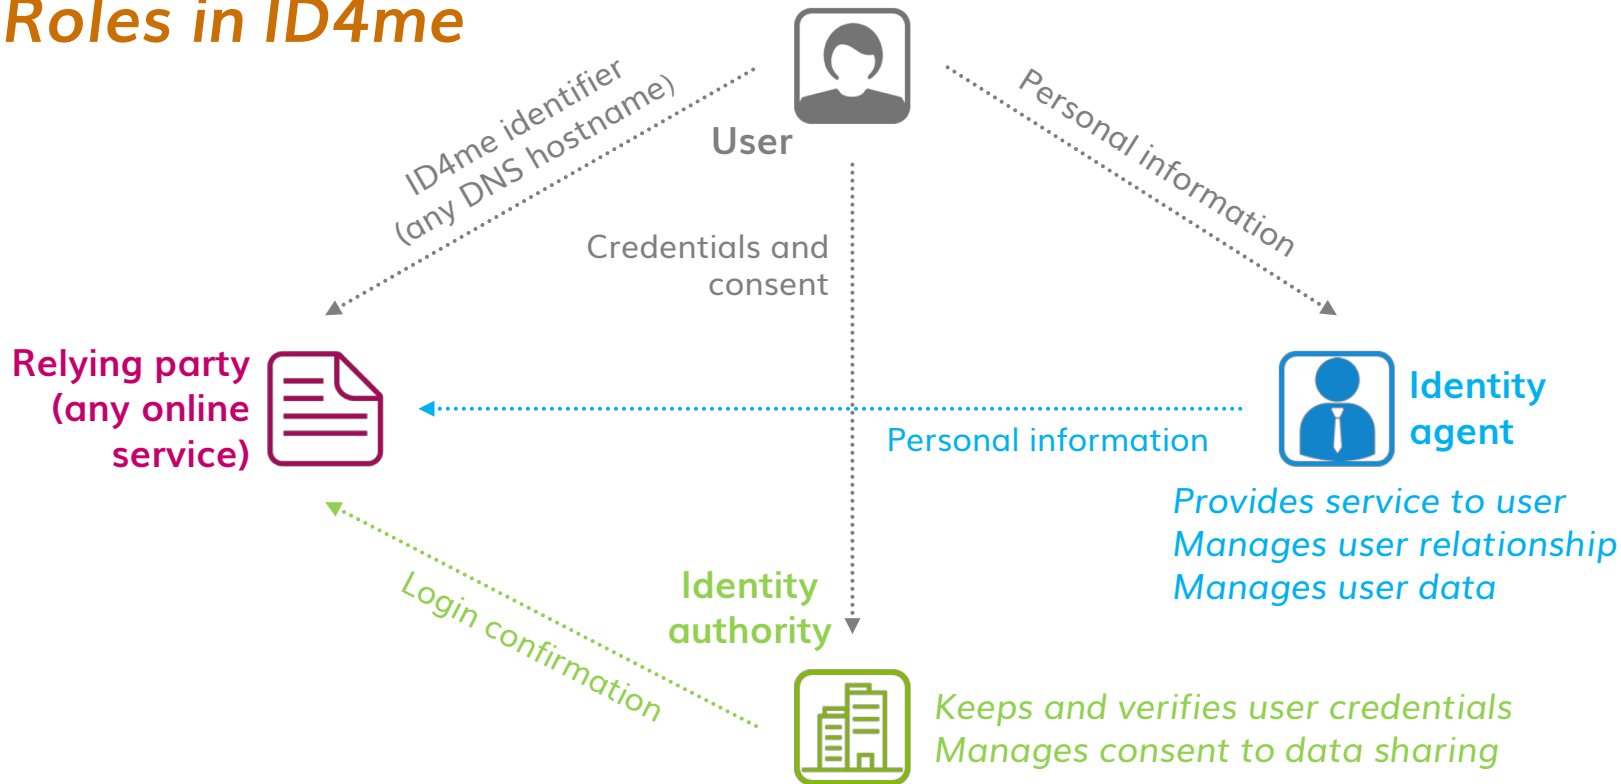 Roles in ID4me
ID4me identifier
(any DNS hostname)
User
Personal information
Credentials and
consent
Relying party
(any online
service)
Identity
agent
Personal information
Provides service to user
Manages user relationship
Manages user data
Login confirmation
Identity
authority
Keeps and verifies user credentials
Manages consent to data sharing